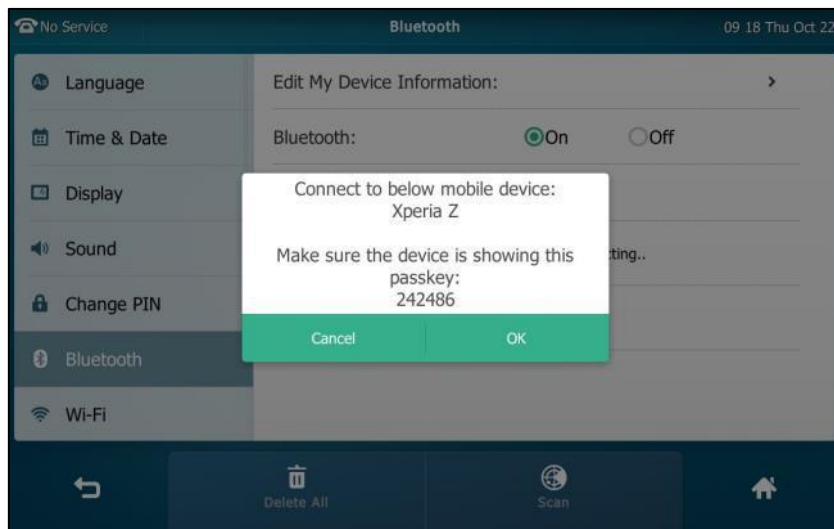 No Service
Bluetooth
09 18 Thu Oct 22
Language
Edit My Device Information:
Time & Date
Bluetooth:
On
Off
Display
Connect to below mobile device:
Xperia Z
Sound
Make sure the device is showing this
passkey:
242486
cting..
Change PIN
Cancel
OK
Bluetooth
Wi-Fi
Delete All
Scan